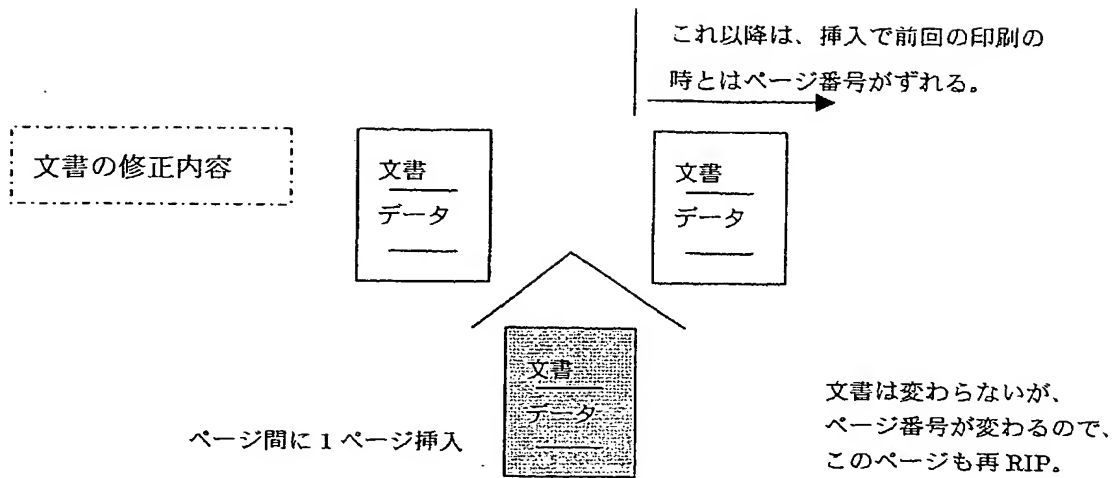 これ以降は、挿入で前回の印刷の
時とはページ番号がずれる。
文書の修正内容
文書
データ
文書
データ
文書
データ
ページ間に 1 ページ挿入
文書は変わらないが、
ページ番号が変わるので、
このページも再 RIP。